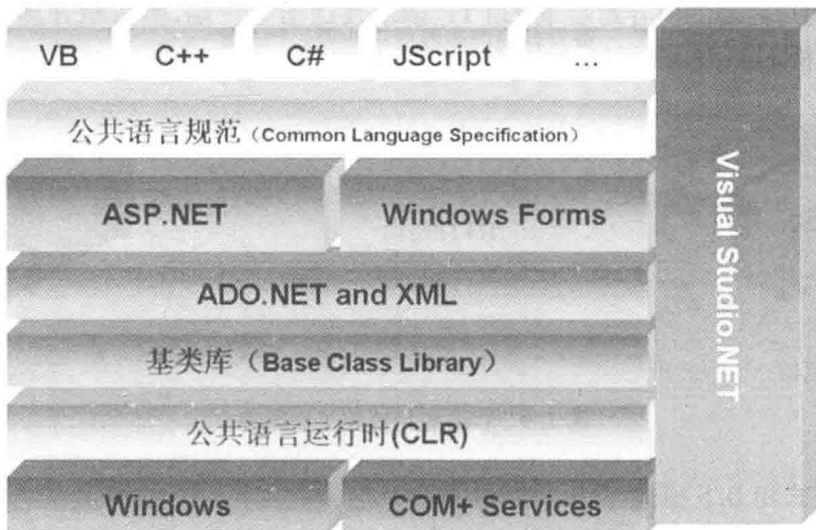 VB C++ C# JScript ...
公共语言规范（Common Language Specification）
ASP.NET Windows Forms
ADO.NET and XML
基类库（Base Class Library）
公共语言运行时(CLR)
Windows COM+ Services
Visual Studio.NET